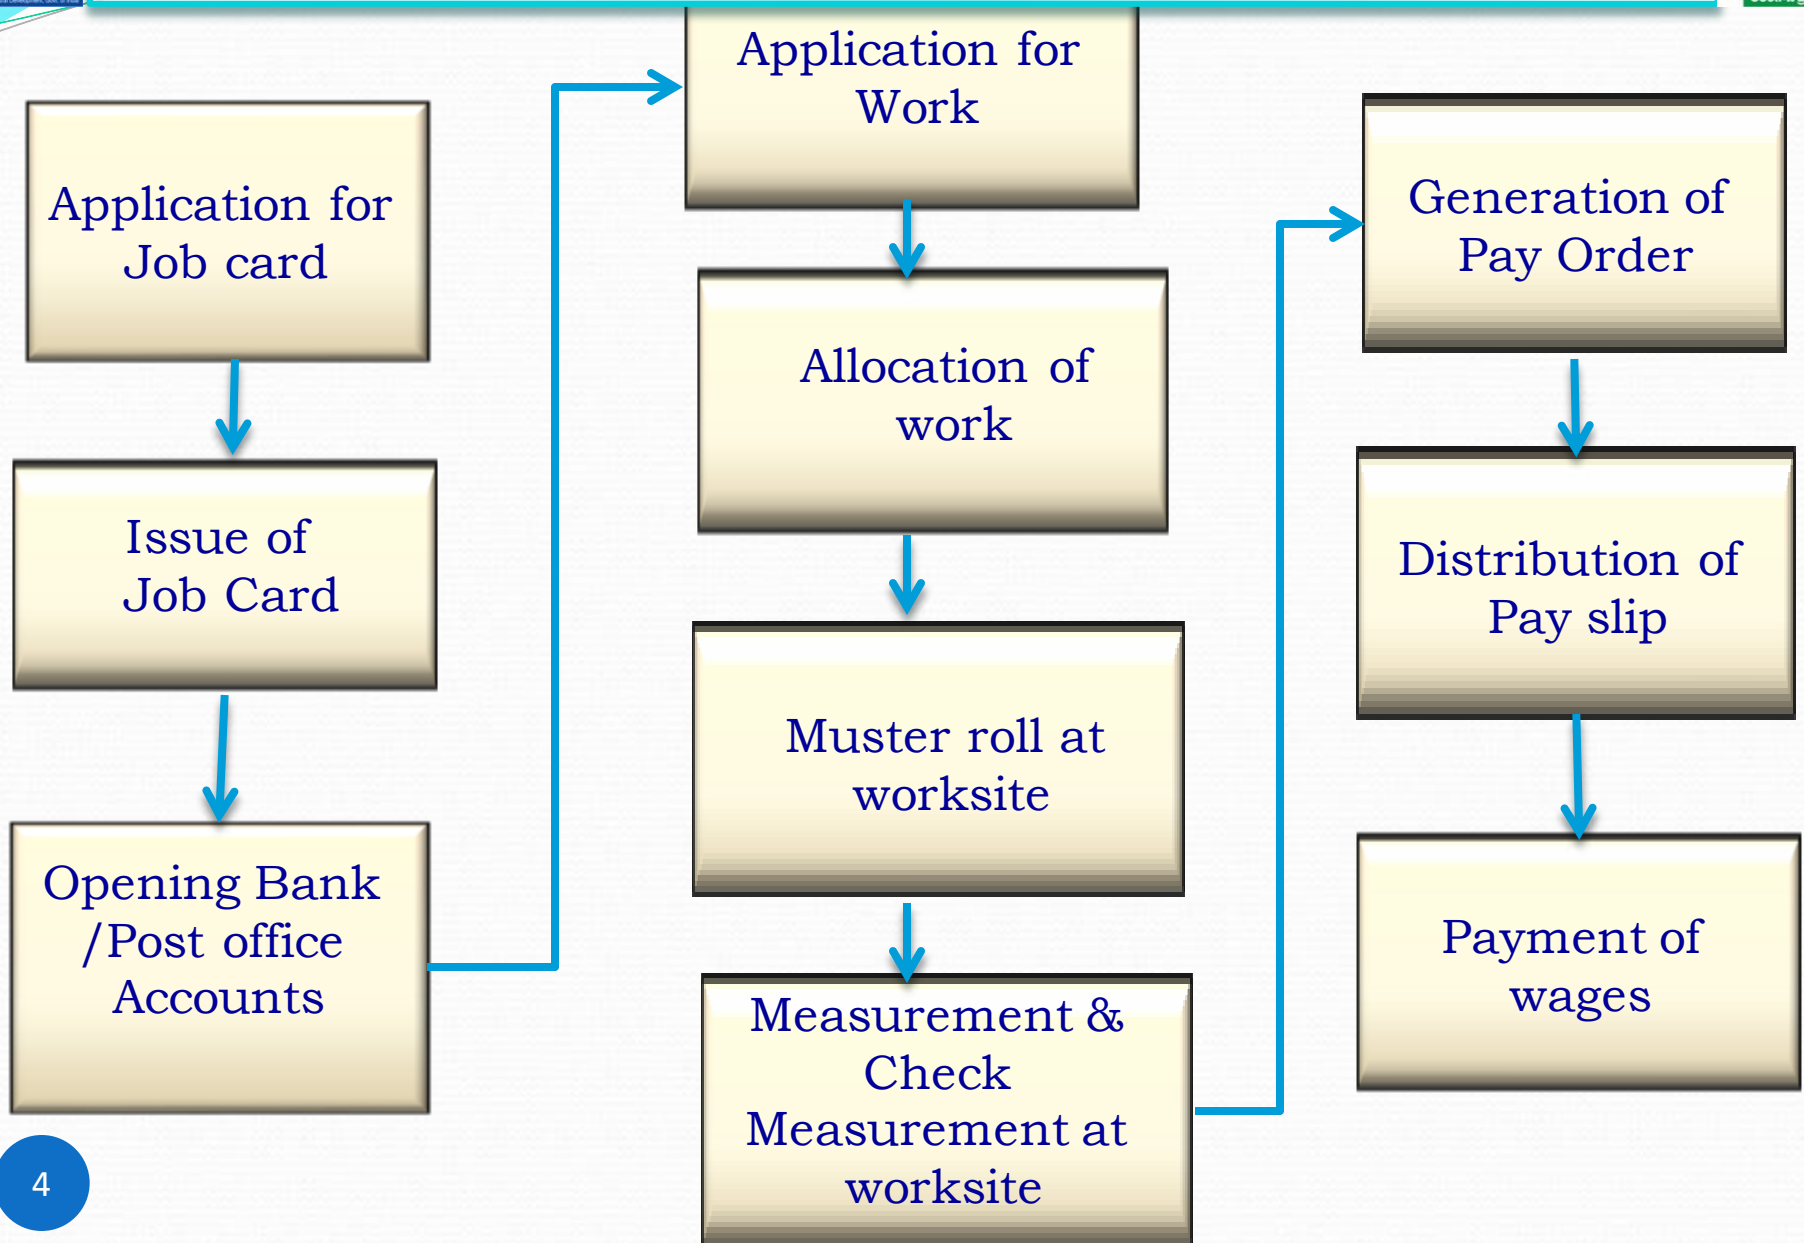 Application for
Job card
Issue of
Job Card
Opening Bank
/Post office
Accounts
Application for
Work
Allocation of
work
Muster roll at
worksite
Measurement &
Check
Measurement at
worksite
Generation of
Pay Order
Distribution of
Pay slip
Payment of
wages
4